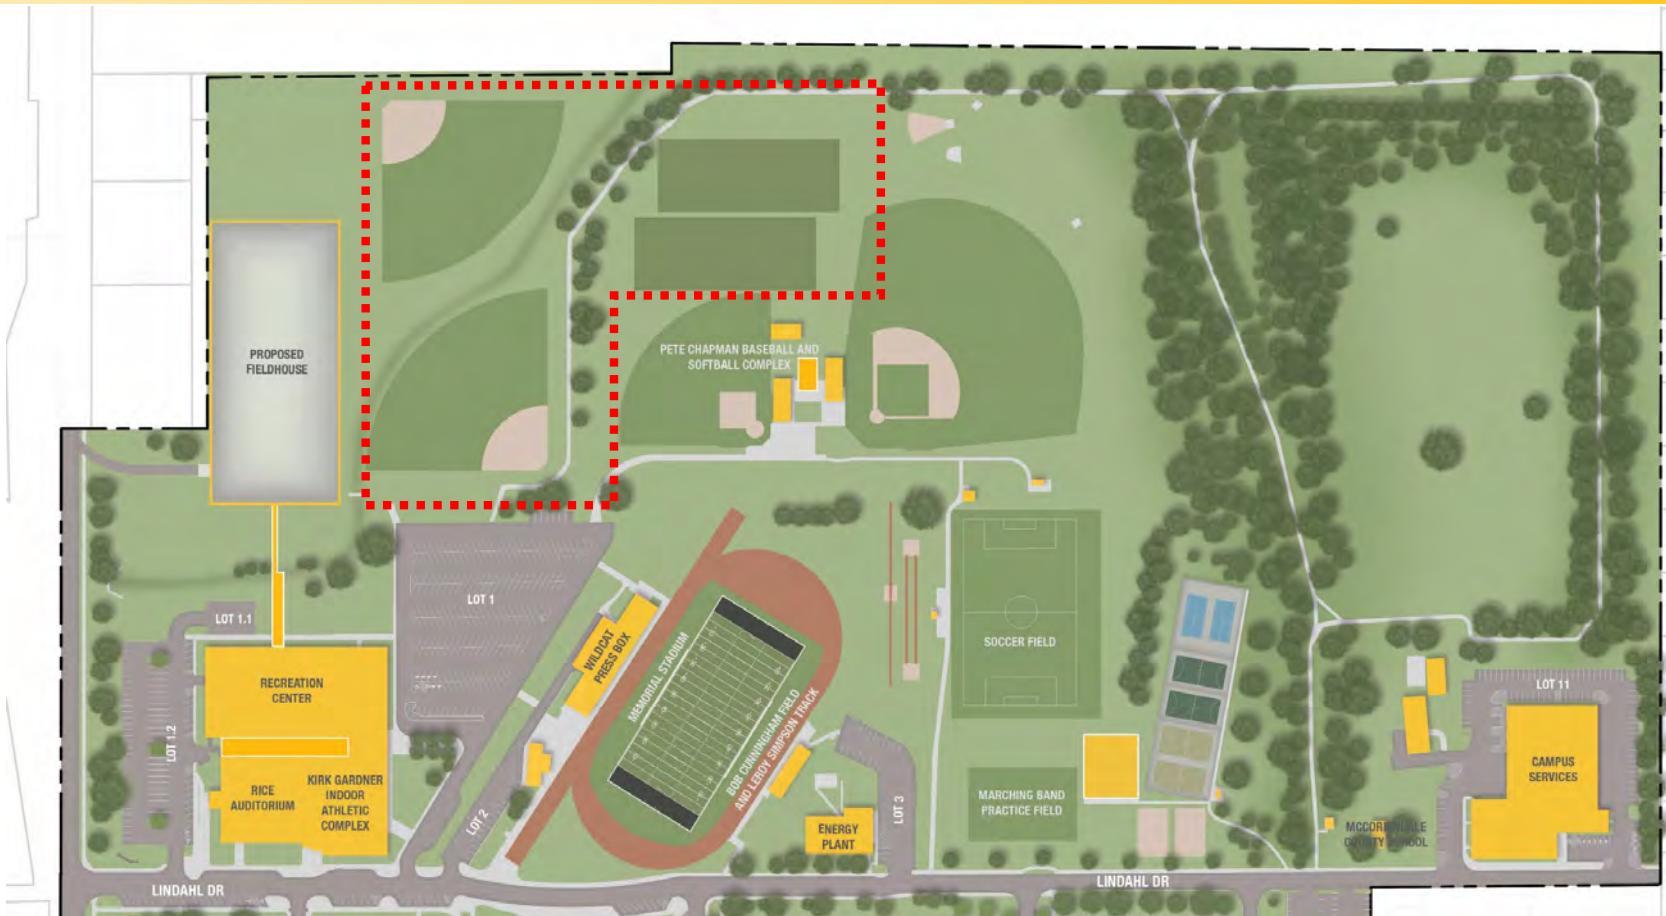 PROPOSED
FIELDHOUSE
PETE CHAPMAN BASEBALL AND
SOFTBALL COMPLEX
LOT 1
LOT 1.1
WILDCAT
PRESS BOX
MEMORIAL STADIUM
BOB CUNNINGHAM FIELD
AND LEROY SIMPSON TRACK
SOCCER FIELD
RECREATION
CENTER
LOT 1.2
RICE
AUDITORIUM
KIRK GARDNER
INDOOR
ATHLETIC
COMPLEX
LOT 2
LOT 3
ENERGY
PLANT
MARCHING BAND
PRACTICE FIELD
LOT 11
CAMPUS
SERVICES
COUNTY SCHOOL
LINDAHL DR
LINDAHL DR